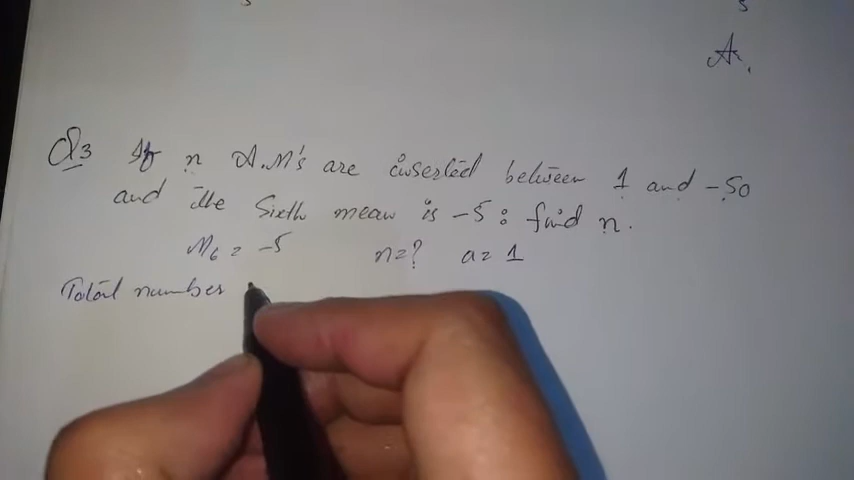 A.
Q3 If n A.M's are inserted between 1 and -50
and the Sixth mean is -5 : find n.
M6 = -5 n=? a= 1
Total number